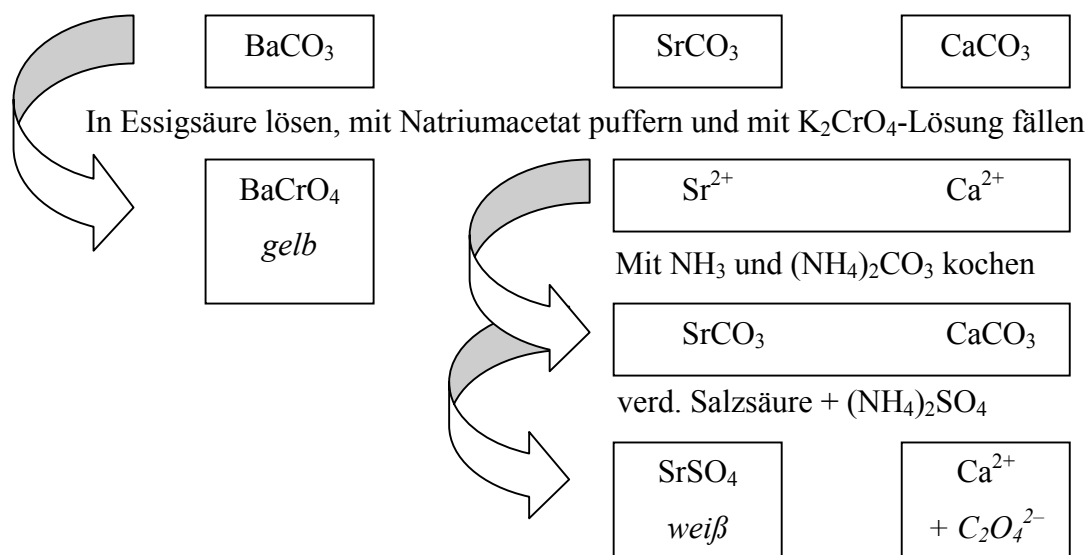 BaCO₃ SrCO₃ CaCO₃
In Essigsäure lösen, mit Natriumacetat puffern und mit K₂CrO₄-Lösung fällen
BaCrO₄ Sr²⁺ Ca²⁺
gelb
Mit NH₃ und (NH₄)₂CO₃ kochen
SrCO₃ CaCO₃
verd. Salzsäure + (NH₄)₂SO₄
SrSO₄ Ca²⁺
weiß + C₂O₄²⁻